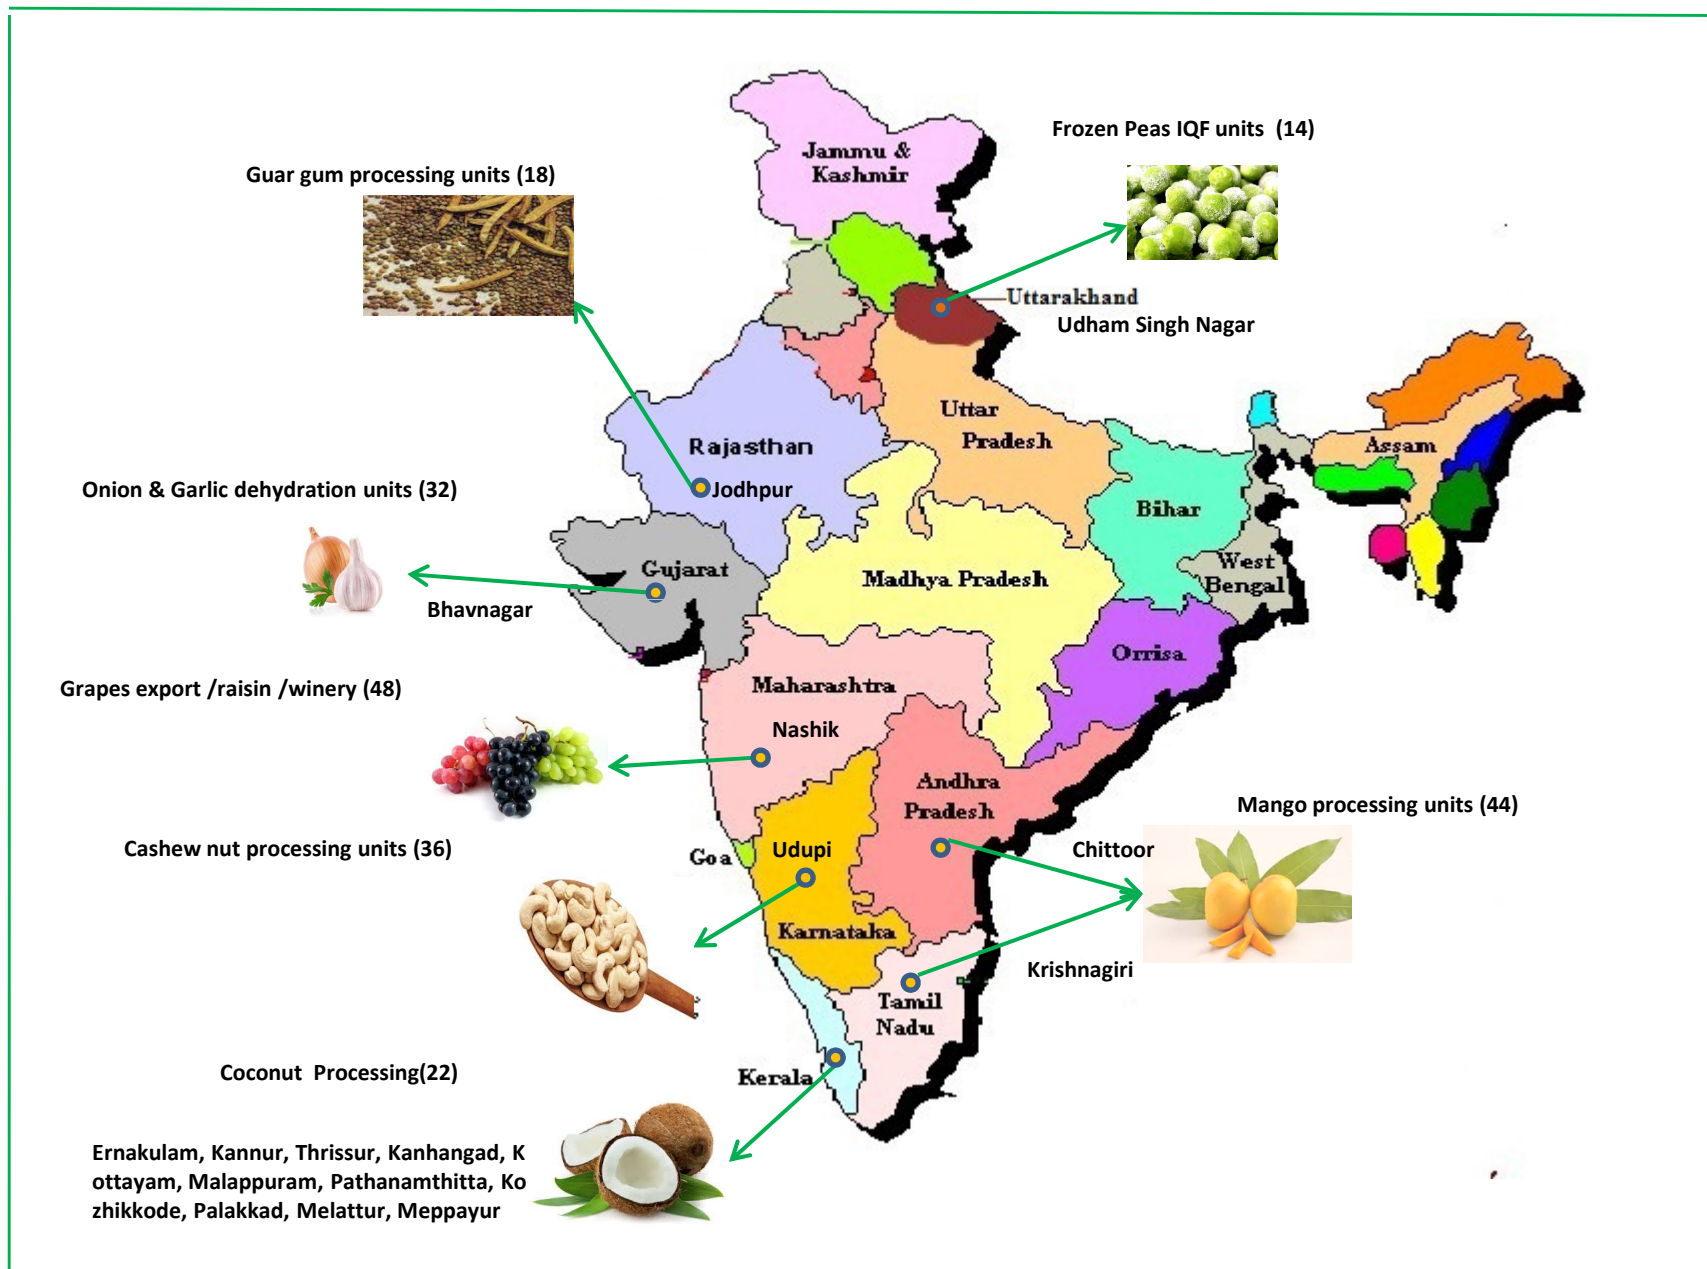 Frozen Peas IQF units  (14)
Jammu &
Kashmir
Guar gum processing units (18)
Uttarakhand
Udham Singh Nagar
Uttar
Pradesh
Rajasthan
Assam
Onion & Garlic dehydration units (32)
Jodhpur
Bihar
West
Bengal
Gujarat
Madhya Pradesh
Bhavnagar
Orrisa
Grapes export /raisin /winery (48)
Maharashtra
Nashik
Andhra
Pradesh
Mango processing units (44)
Cashew nut processing units (36)
Goa
Udupi
Chittoor
Karnataka
Krishnagiri
Tamil
Nadu
Coconut  Processing(22)
Kerala
Ernakulam, Kannur, Thrissur, Kanhangad, K
ottayam, Malappuram, Pathanamthitta, Ko
zhikkode, Palakkad, Melattur, Meppayur